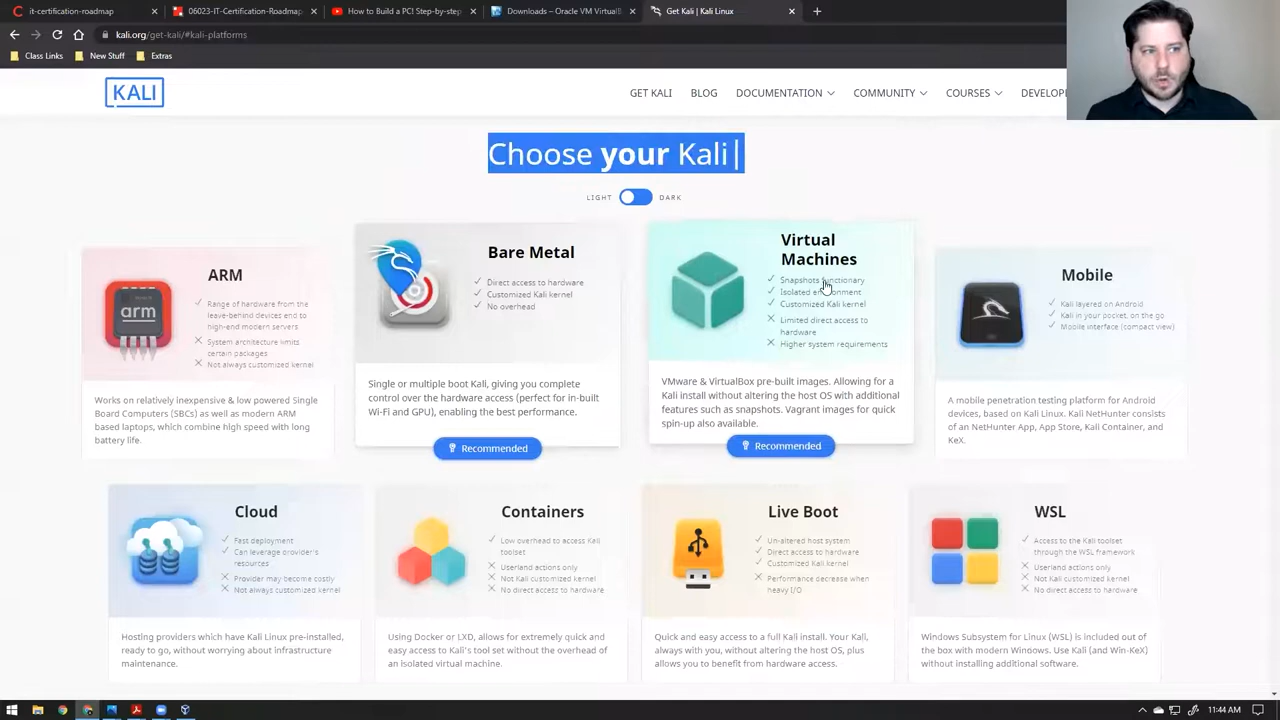 it-certification-roadmap
06023-IT-Certification-Roadmap
How to Build a PC! Step-by-step
Downloads – Oracle VM VirtualB
Get Kali | Kali Linux
kali.org/get-kali/#kali-platforms
Class Links
New Stuff
Extras
KALI
GET KALI
BLOG
DOCUMENTATION
COMMUNITY
COURSES
DEVELOP
Choose your Kali|
LIGHT
DARK
ARM
arm
Range of hardware from the
leave-behind devices end to
high-end modern servers
System architecture limits
certain packages
Not always customized kernel
Works on relatively inexpensive & low powered Single
Board Computers (SBCs) as well as modern ARM
based laptops, which combine high speed with long
battery life.
Bare Metal
Direct access to hardware
Customized Kali kernel
No overhead
Single or multiple boot Kali, giving you complete
control over the hardware access (perfect for in-built
Wi-Fi and GPU), enabling the best performance.
Recommended
Virtual
Machines
Snapshots functionary
Isolated environment
Customized Kali kernel
Limited direct access to
hardware
Higher system requirements
VMware & VirtualBox pre-built images. Allowing for a
Kali install without altering the host OS with additional
features such as snapshots. Vagrant images for quick
spin-up also available.
Recommended
Mobile
Kali layered on Android
Kali in your pocket, on the go
Mobile interface (compact view)
A mobile penetration testing platform for Android
devices, based on Kali Linux. Kali NetHunter consists
of an NetHunter App, App Store, Kali Container, and
KeX.
Cloud
Fast deployment
Can leverage provider's
resources
Provider may become costly
Not always customized kernel
Hosting providers which have Kali Linux pre-installed,
ready to go, without worrying about infrastructure
maintenance.
Containers
Low overhead to access Kali
toolset
Userland actions only
Not Kali customized kernel
No direct access to hardware
Using Docker or LXD, allows for extremely quick and
easy access to Kali's tool set without the overhead of
an isolated virtual machine.
Live Boot
Un-altered host system
Direct access to hardware
Customized Kali kernel
Performance decrease when
heavy I/O
Quick and easy access to a full Kali install. Your Kali,
always with you, without altering the host OS, plus
allows you to benefit from hardware access.
WSL
Access to the Kali toolset
through the WSL framework
Userland actions only
Not Kali customized kernel
No direct access to hardware
Windows Subsystem for Linux (WSL) is included out of
the box with modern Windows. Use Kali (and Win-KeX)
without installing additional software.
11:44 AM